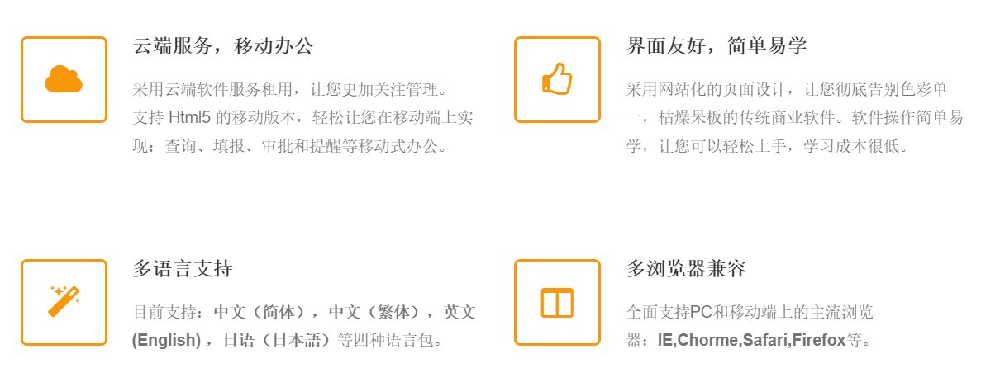 云端服务，移动办公
采用云端软件服务租用，让您更加关注管理。
支持 Html5 的移动版本，轻松让您在移动端上实
现：查询、填报、审批和提醒等移动式办公。
界面友好，简单易学
采用网站化的页面设计，让您彻底告别色彩单
一，枯燥呆板的传统商业软件。软件操作简单易
学，让您可以轻松上手，学习成本很低。
多语言支持
目前支持：中文（简体），中文（繁体），英文
(English) ，日语（日本語）等四种语言包。
多浏览器兼容
全面支持PC和移动端上的主流浏览
器：IE,Chorme,Safari,Firefox等。